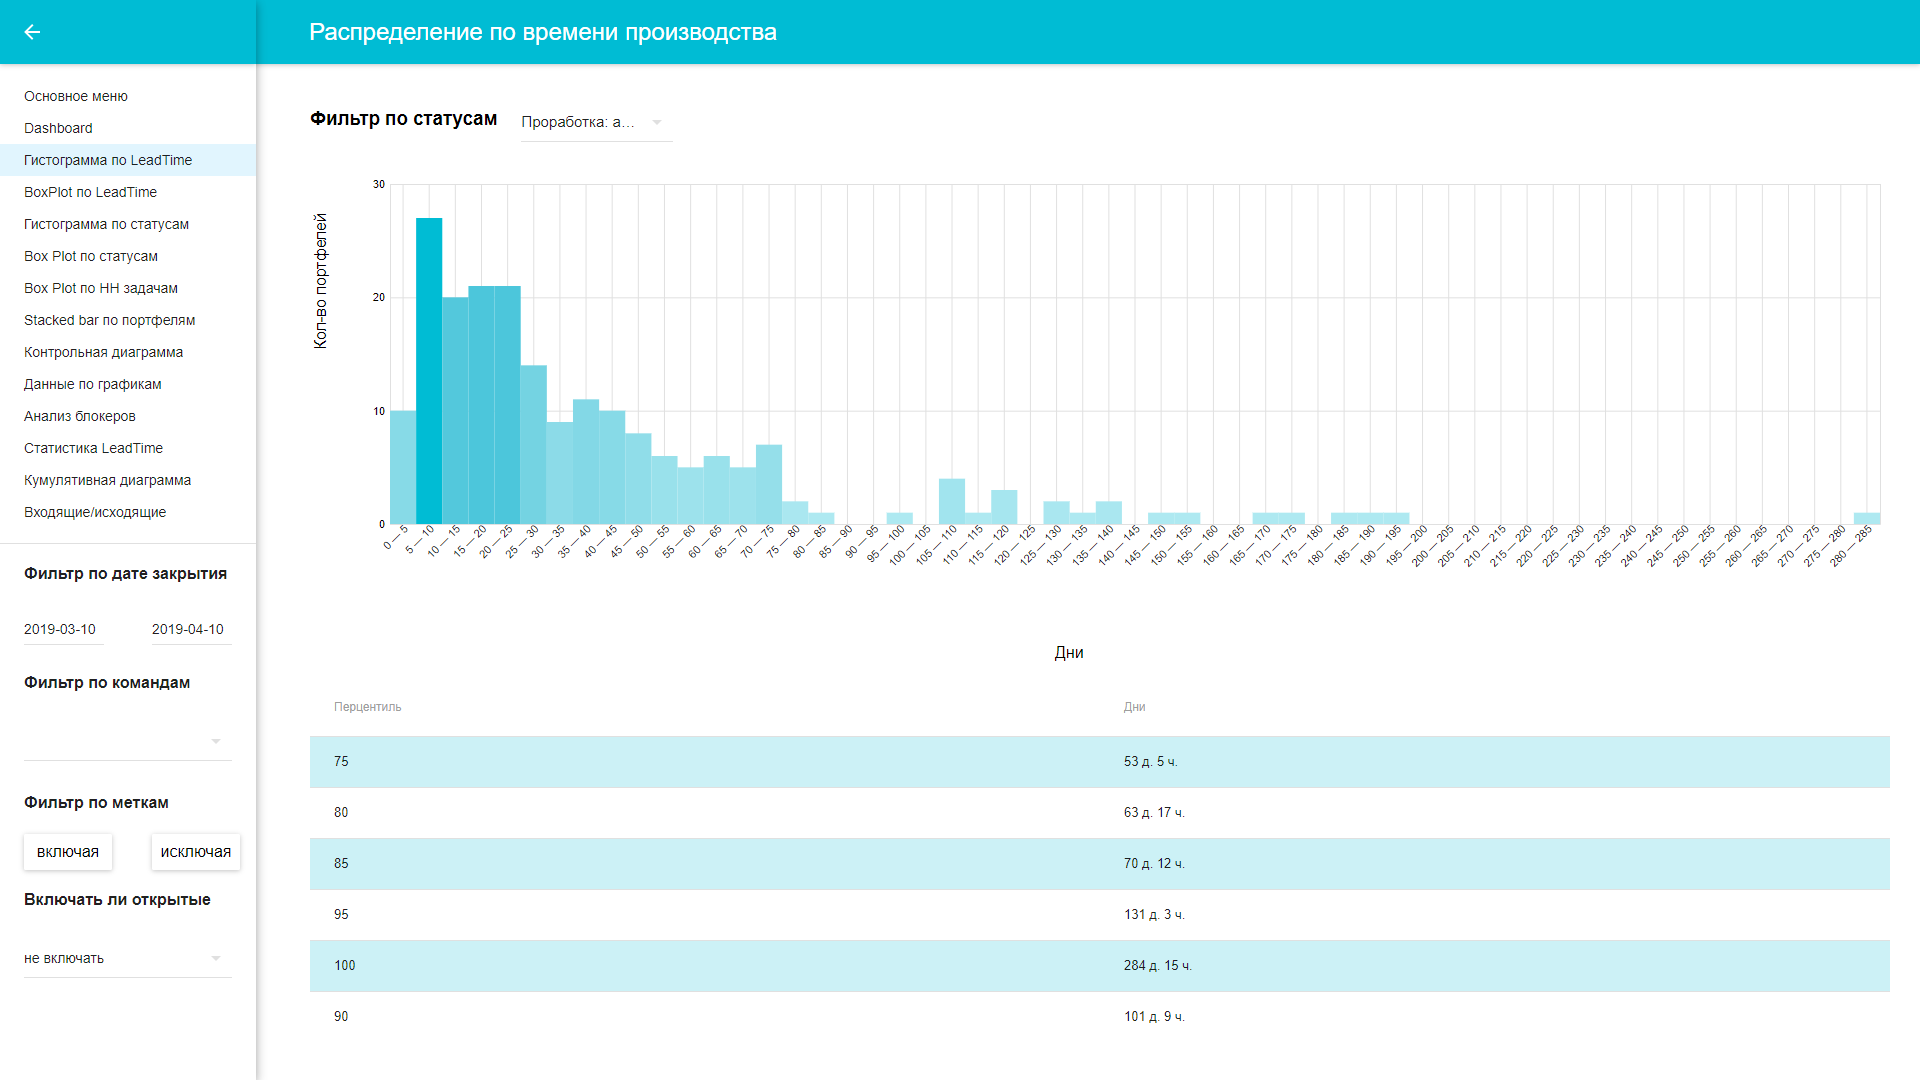 Распределение по времени производства
Основное меню
Dashboard
Гистограмма по LeadTime
BoxPlot по LeadTime
Гистограмма по статусам
Box Plot по статусам
Box Plot по НН задачам
Stacked bar по портфелям
Контрольная диаграмма
Данные по графикам
Анализ блокеров
Статистика LeadTime
Кумулятивная диаграмма
Входящие/исходящие
Фильтр по дате закрытия
2019-03-10 2019-04-10
Фильтр по командам
Фильтр по меткам
включая исключая
Включать ли открытые
не включать
Фильтр по статусам Проработка: а...
Кол-во портфелей
30
20
10
0
0 — 5 5 — 10 10 — 15 15 — 20 20 — 25 25 — 30 30 — 35 35 — 40 40 — 45 45 — 50 50 — 55 55 — 60 60 — 65 65 — 70 70 — 75 75 — 80 80 — 85 85 — 90 90 — 95 95 — 100 100 — 105 105 — 110 110 — 115 115 — 120 120 — 125 125 — 130 130 — 135 135 — 140 140 — 145 145 — 150 150 — 155 155 — 160 160 — 165 165 — 170 170 — 175 175 — 180 180 — 185 185 — 190 190 — 195 195 — 200 200 — 205 205 — 210 210 — 215 215 — 220 220 — 225 225 — 230 230 — 235 235 — 240 240 — 245 245 — 250 250 — 255 255 — 260 260 — 265 265 — 270 270 — 275 275 — 280 280 — 285
Дни
Перцентиль Дни
75 53 д. 5 ч.
80 63 д. 17 ч.
85 70 д. 12 ч.
95 131 д. 3 ч.
100 284 д. 15 ч.
90 101 д. 9 ч.